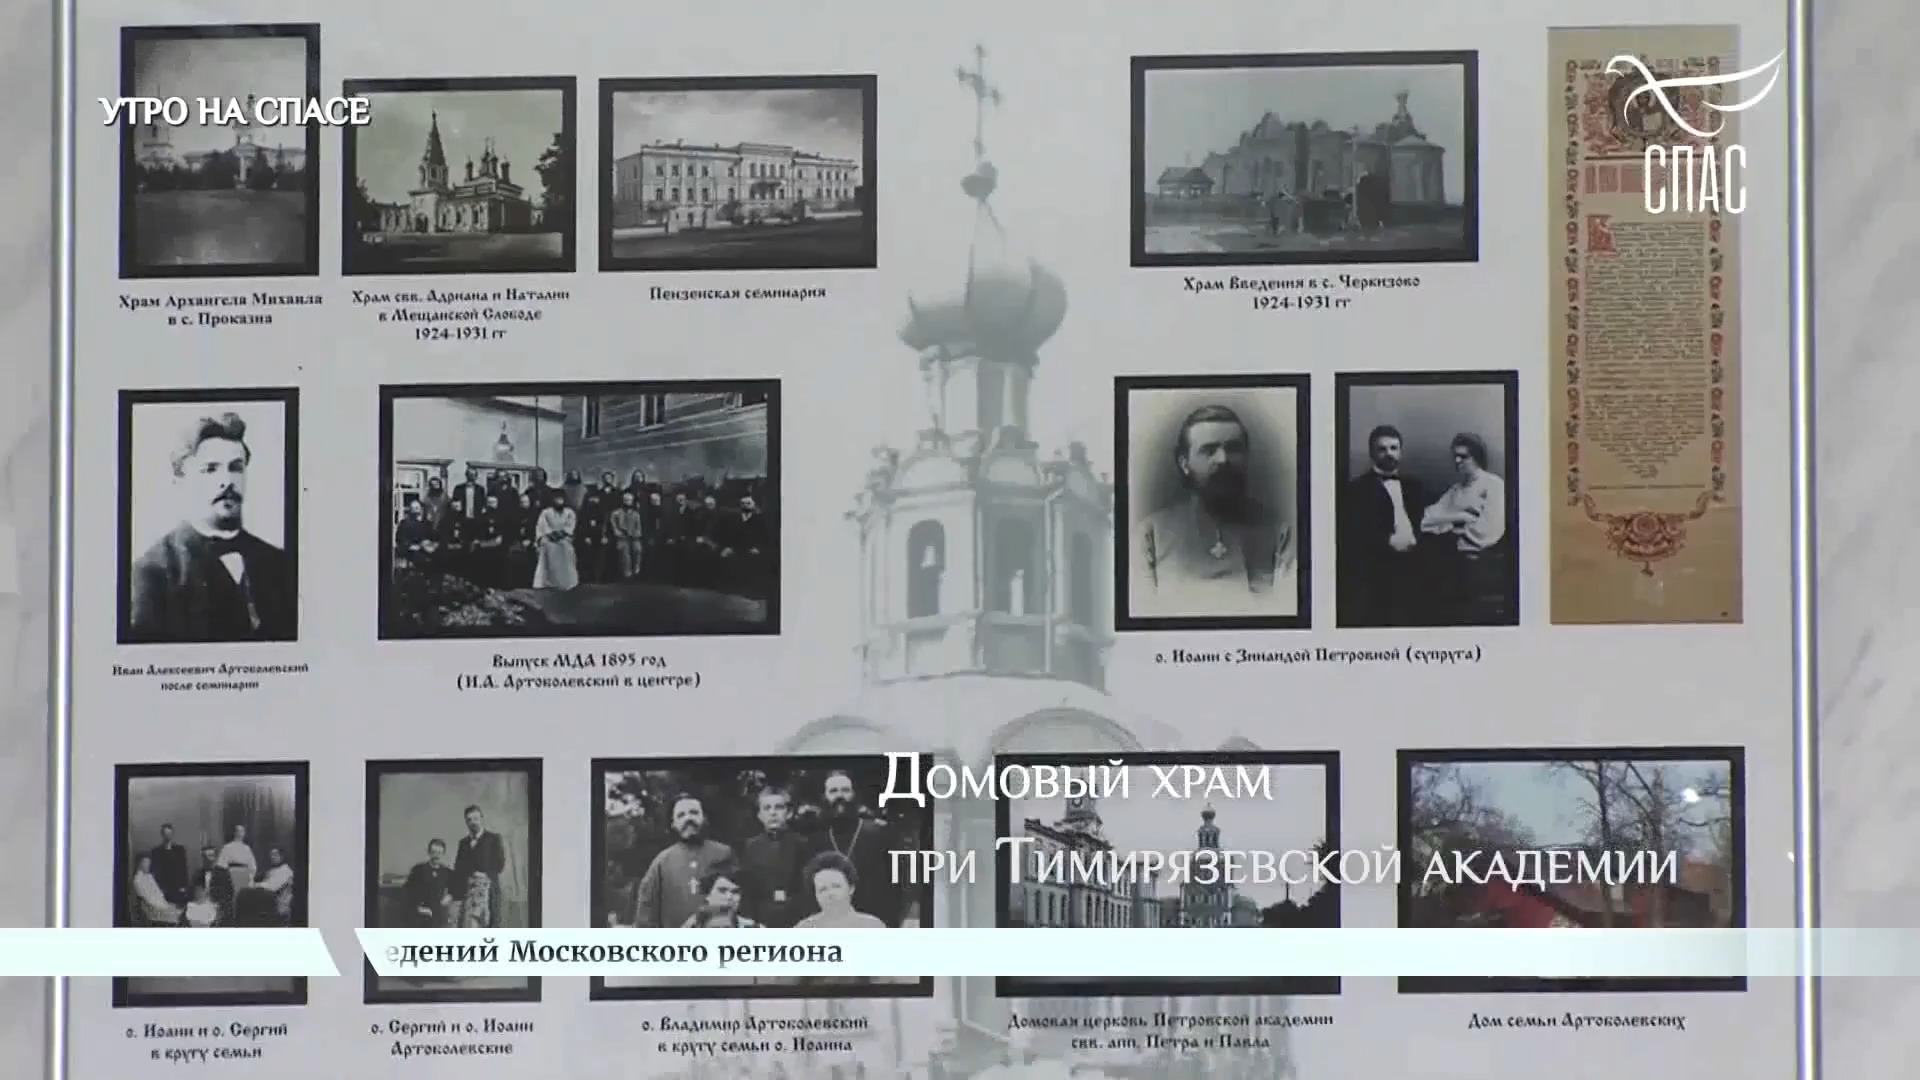 УТРО НА СПАСЕ
СПАС
Храм Архангела Михаила
в с. Проказна
Храм свв. Адриана и Наталии
в Мещанской Слободе
1924-1931 гг
Пензенская семинария
Храм Введения в с. Черкизово
1924-1931 гг
Иван Алексеевич Артоболевский
после семинарии
Выпуск МДА 1895 год
(И.А. Артоболевский в центре)
о. Иоанн с Зинаидой Петровной (супруга)
Домовый храм
при Тимирязевской академии
едений Московского региона
о. Иоанн и о. Сергий
в кругу семьи
о. Сергий и о. Иоанн
Артоболевские
о. Владимир Артоболевский
в кругу семьи о. Иоанна
Домовая церковь Петровской академии
свв. апп. Петра и Павла
Дом семьи Артоболевских